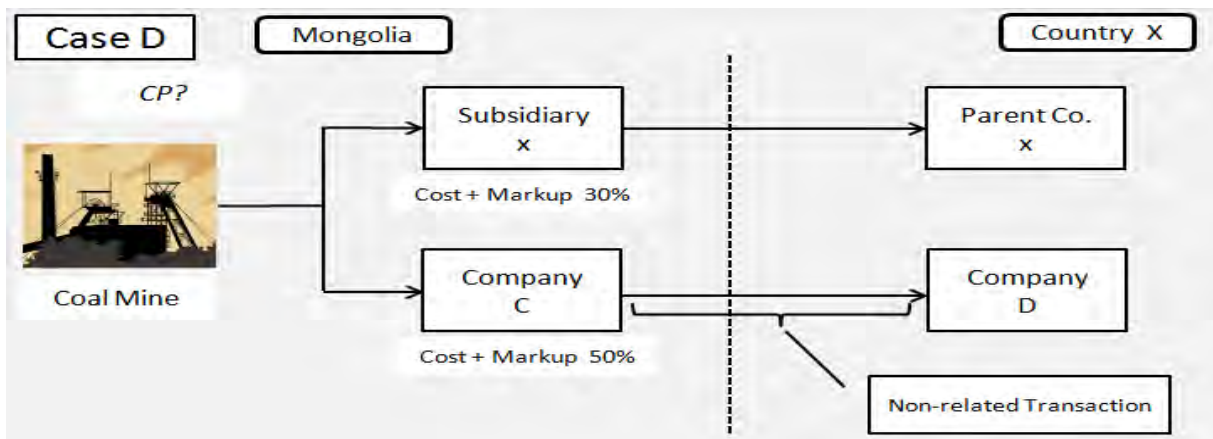 Case D
Mongolia
Country X
CP?
Subsidiary
x
Parent Co.
x
Cost + Markup 30%
Coal Mine
Company
C
Company
D
Cost + Markup 50%
Non-related Transaction